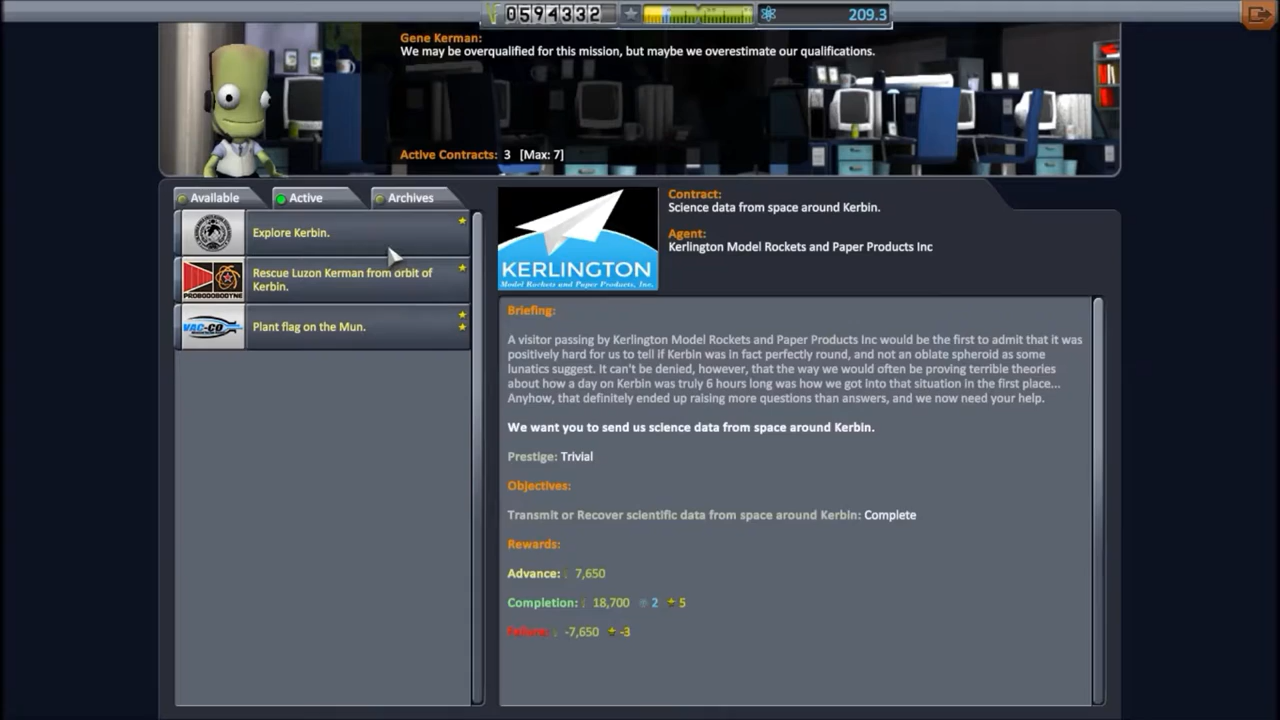 0594332
209.3
Gene Kerman:
We may be overqualified for this mission, but maybe we overestimate our qualifications.
Active Contracts: 3 [Max: 7]
Available
Active
Archives
Explore Kerbin.
PROBODOBODYNE
Rescue Luzon Kerman from orbit of
Kerbin.
VAC-CO
Plant flag on the Mun.
KERLINGTON
Model Rockets and Paper Products, Inc.
Contract:
Science data from space around Kerbin.
Agent:
Kerlington Model Rockets and Paper Products Inc
Briefing:
A visitor passing by Kerlington Model Rockets and Paper Products Inc would be the first to admit that it was
positively hard for us to tell if Kerbin was in fact perfectly round, and not an oblate spheroid as some
lunatics suggest. It can't be denied, however, that the way we would often be proving terrible theories
about how a day on Kerbin was truly 6 hours long was how we got into that situation in the first place...
Anyhow, that definitely ended up raising more questions than answers, and we now need your help.
We want you to send us science data from space around Kerbin.
Prestige: Trivial
Objectives:
Transmit or Recover scientific data from space around Kerbin: Complete
Rewards:
Advance: 7,650
Completion: 18,700 2 5
Failure: -7,650 -3